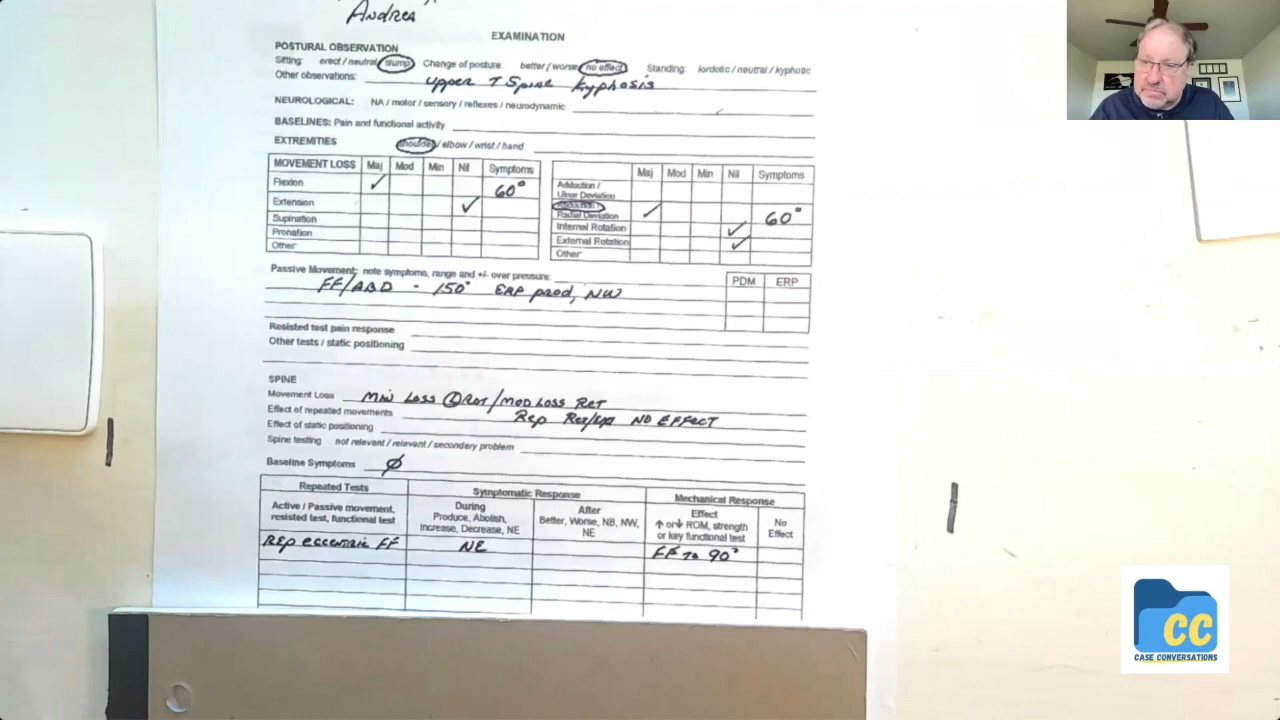 Andrea
EXAMINATION
POSTURAL OBSERVATION
Sitting: erect / neutral / slump Change of posture: better / worse / no effect Standing: lordotic / neutral / kyphotic
Other observations: upper T Spine kyphosis
NEUROLOGICAL: NA / motor / sensory / reflexes / neurodynamic
BASELINES: Pain and functional activity
EXTREMITIES shoulder / elbow / wrist / hand
MOVEMENT LOSS Maj Mod Min Nil Symptoms
Flexion ✓ 60°
Extension ✓
Supination
Pronation
Other:
Maj Mod Min Nil Symptoms
Adduction /
Ulnar Deviation
Abduction /
Radial Deviation ✓ 60°
Internal Rotation ✓
External Rotation ✓
Other:
Passive Movement: note symptoms, range and +/- over pressure:
FF/ABD - 150° ERP prod, NW
PDM ERP
Resisted test pain response
Other tests / static positioning
SPINE
Movement Loss Min Loss Ⓛ ROT/MOD LOSS RET
Effect of repeated movements Rep Ret/ext NO EFFECT
Effect of static positioning
Spine testing not relevant / relevant / secondary problem
Baseline Symptoms Ø
Repeated Tests Symptomatic Response Mechanical Response
Active / Passive movement,
resisted test, functional test
During
Produce, Abolish,
Increase, Decrease, NE
After
Better, Worse, NB, NW,
NE
Effect
↑ or ↓ ROM, strength
or key functional test
No
Effect
REP eccentric FF NE FF to 90°
CC
CASE CONVERSATIONS